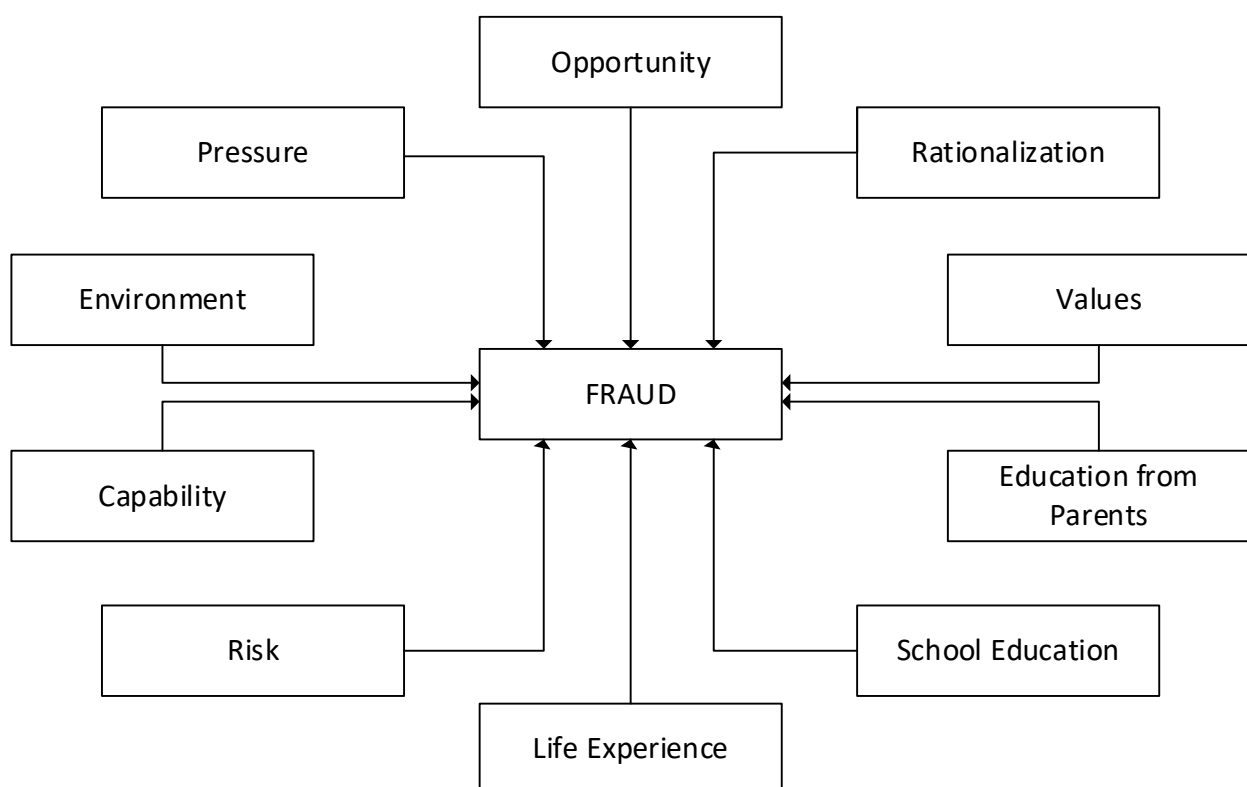 Opportunity
Pressure
Rationalization
Environment
Values
FRAUD
Capability
Education from
Parents
Risk
School Education
Life Experience